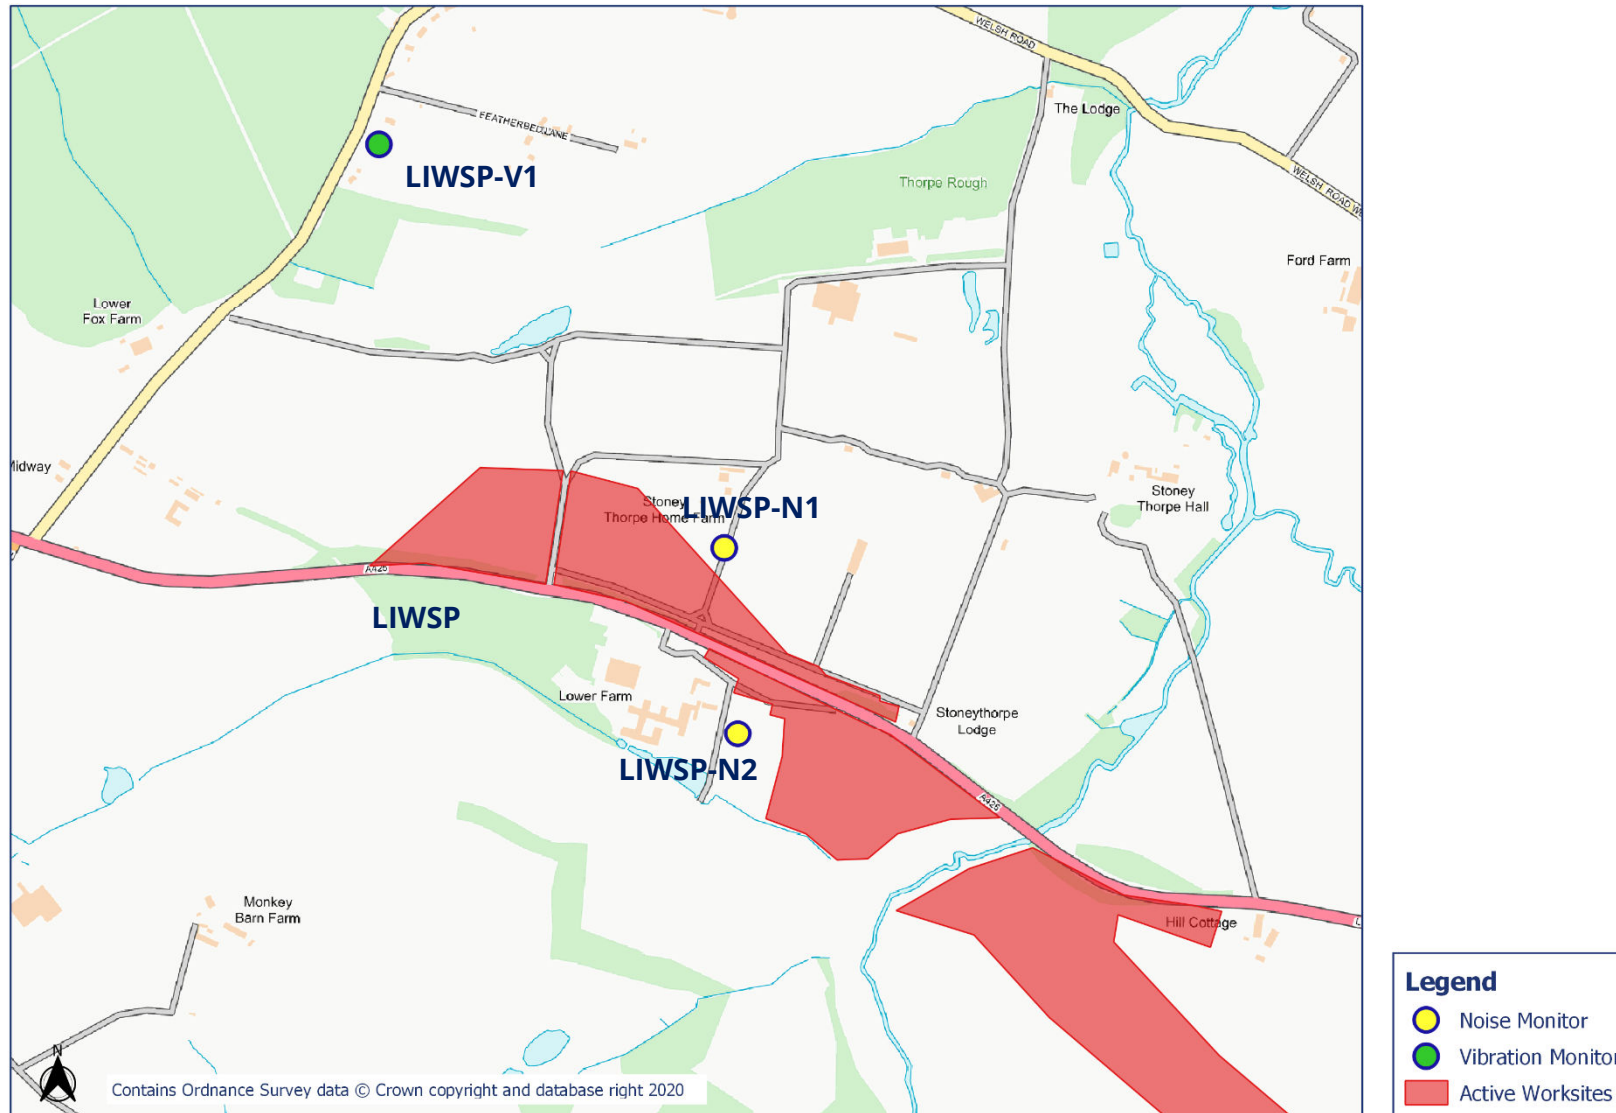 WELSH ROAD
The Lodge
FEATHERBED LANE
LIWSP-V1
Thorpe Rough
WELSH ROAD WE
Ford Farm
Lower
Fox Farm
Midway
Stoney
Thorpe Home Farm
LIWSP-N1
Stoney
Thorpe Hall
A425
LIWSP
Lower Farm
Stoneythorpe
Lodge
LIWSP-N2
A425
Monkey
Barn Farm
Hill Cottage
L
N
Contains Ordnance Survey data © Crown copyright and database right 2020
Legend
Noise Monitor
Vibration Monitor
Active Worksites